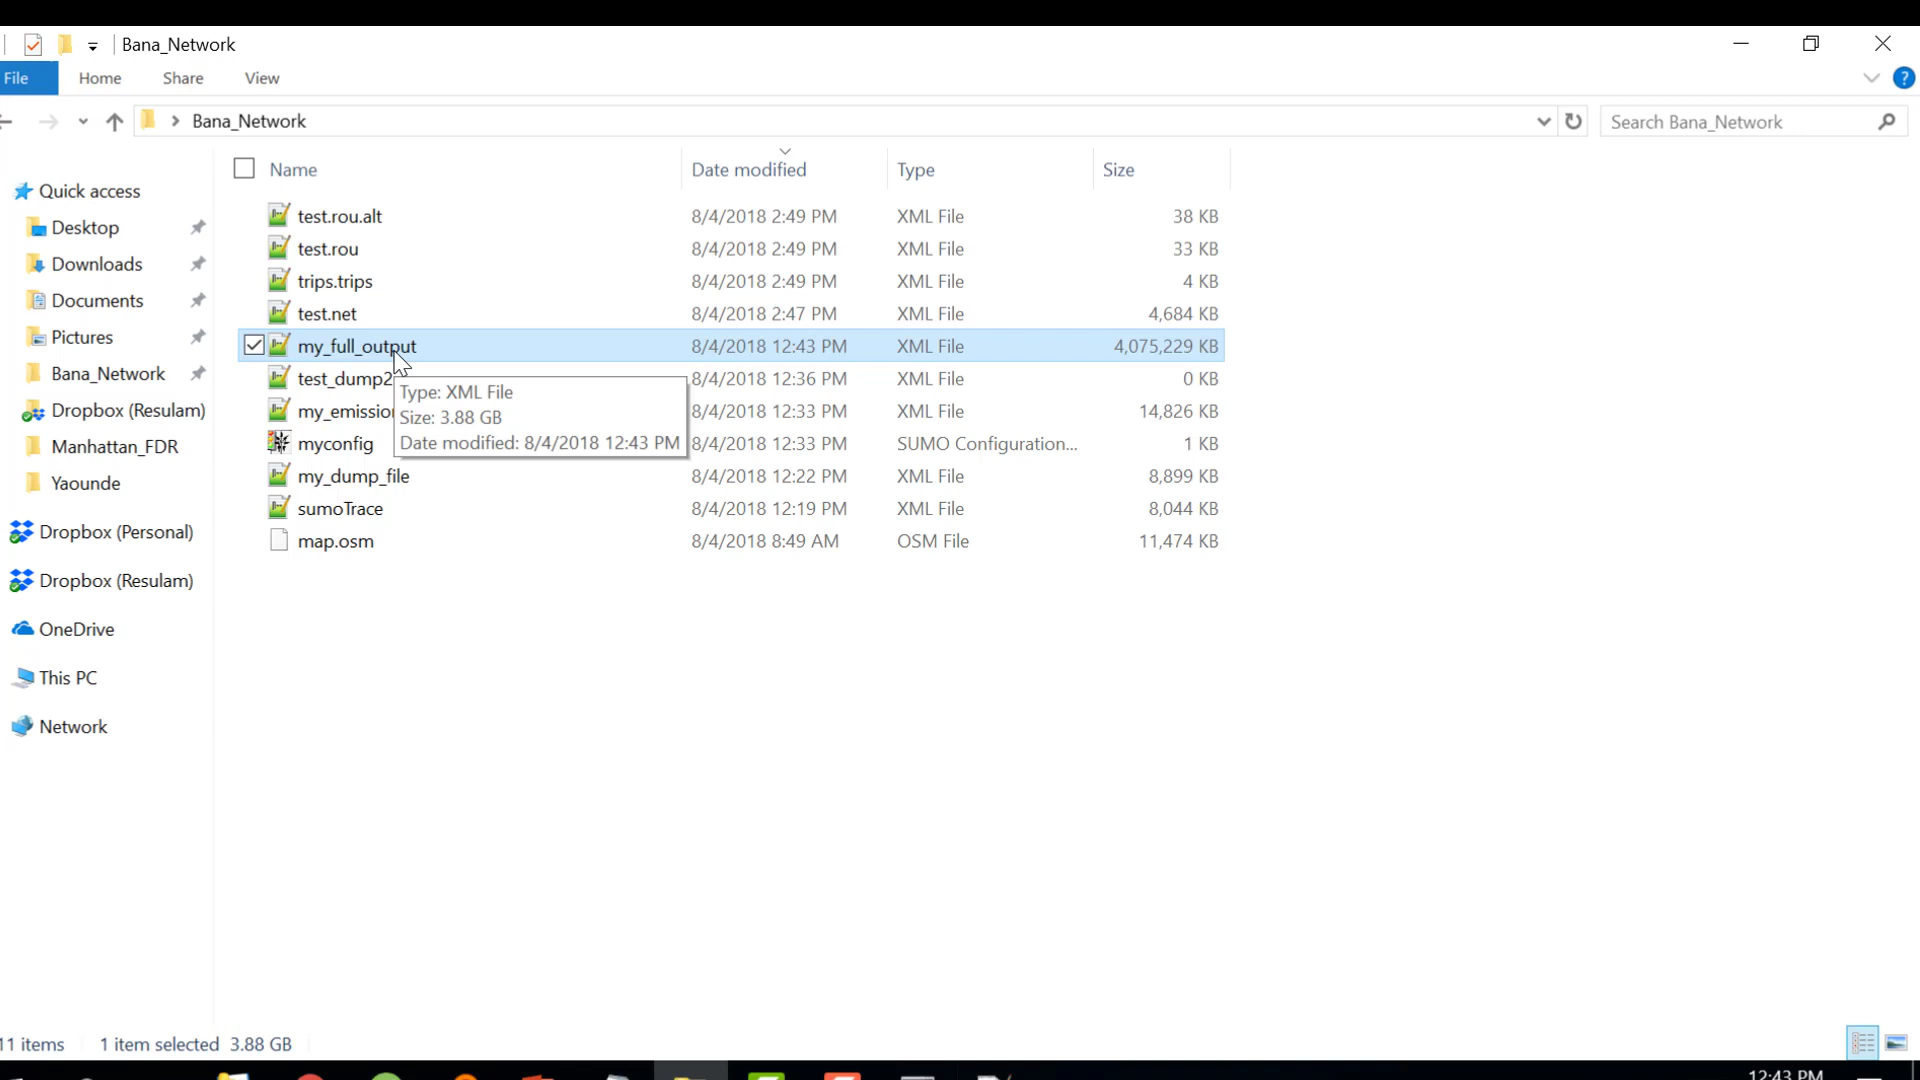 Bana_Network
File Home Share View
Bana_Network
Search Bana_Network
Name Date modified Type Size
Quick access
Desktop
Downloads
Documents
Pictures
Bana_Network
Dropbox (Resulam)
Manhattan_FDR
Yaounde
Dropbox (Personal)
Dropbox (Resulam)
OneDrive
This PC
Network
test.rou.alt 8/4/2018 2:49 PM XML File 38 KB
test.rou 8/4/2018 2:49 PM XML File 33 KB
trips.trips 8/4/2018 2:49 PM XML File 4 KB
test.net 8/4/2018 2:47 PM XML File 4,684 KB
my_full_output 8/4/2018 12:43 PM XML File 4,075,229 KB
test_dump2 8/4/2018 12:36 PM XML File 0 KB
my_emission 8/4/2018 12:33 PM XML File 14,826 KB
myconfig 8/4/2018 12:33 PM SUMO Configuration... 1 KB
my_dump_file 8/4/2018 12:22 PM XML File 8,899 KB
sumoTrace 8/4/2018 12:19 PM XML File 8,044 KB
map.osm 8/4/2018 8:49 AM OSM File 11,474 KB
Type: XML File
Size: 3.88 GB
Date modified: 8/4/2018 12:43 PM
11 items 1 item selected 3.88 GB
12:43 PM